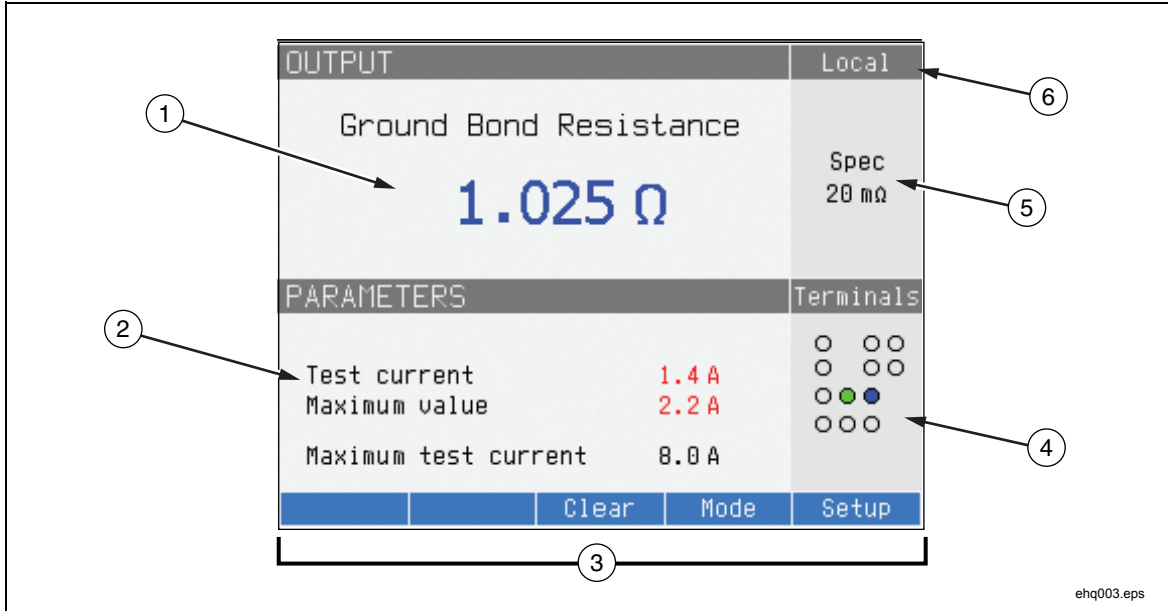 OUTPUT Local
6
1
Ground Bond Resistance
Spec
20 mΩ
1.025 Ω
5
PARAMETERS Terminals
2
Test current 1.4 A
Maximum value 2.2 A
4
Maximum test current 8.0 A
Clear Mode Setup
3
ehq003.eps